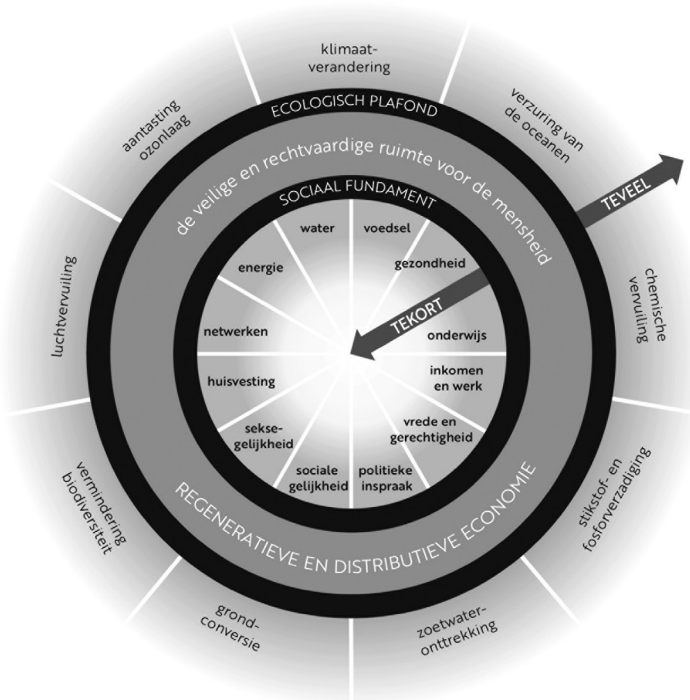 klimaat-
verandering
verzuring van
de oceanen
chemische
vervuiling
stikstof- en
fosforverzadiging
zoetwater-
onttrekking
grond-
conversie
vermindering
biodiversiteit
luchtvervuiling
aantasting
ozonlaag
ECOLOGISCH PLAFOND
de veilige en rechtvaardige ruimte voor de mensheid
SOCIAAL FUNDAMENT
TEVEEL
TEKORT
water
voedsel
gezondheid
onderwijs
inkomen
en werk
vrede en
gerechtigheid
politieke
inspraak
sociale
gelijkheid
sekse-
gelijkheid
huisvesting
netwerken
energie
REGENERATIEVE EN DISTRIBUTIEVE ECONOMIE